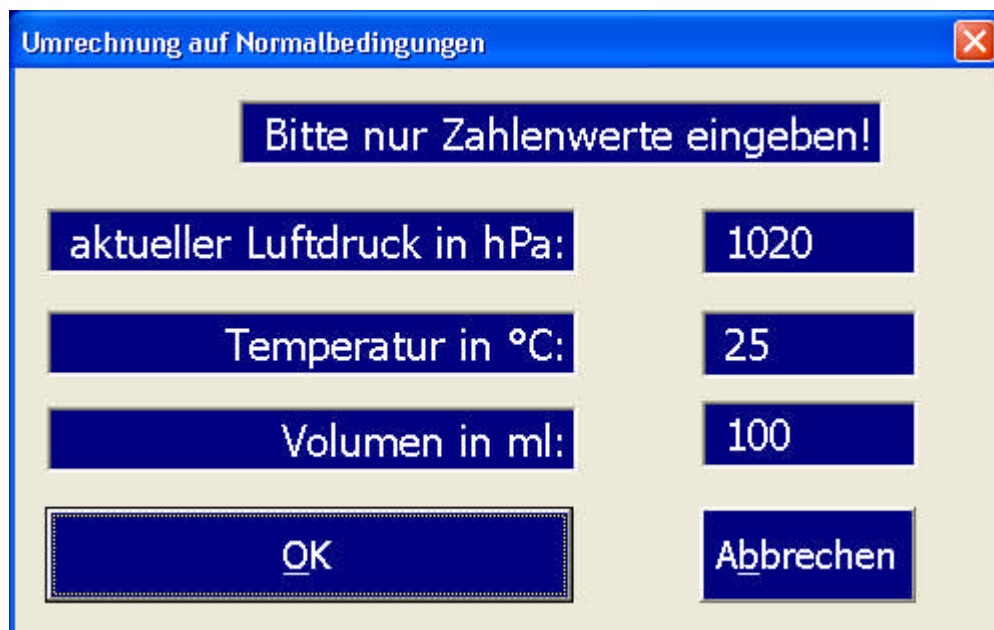 Umrechnung auf Normalbedingungen
Bitte nur Zahlenwerte eingeben!
aktueller Luftdruck in hPa: 1020
Temperatur in °C: 25
Volumen in ml: 100
OK Abbrechen